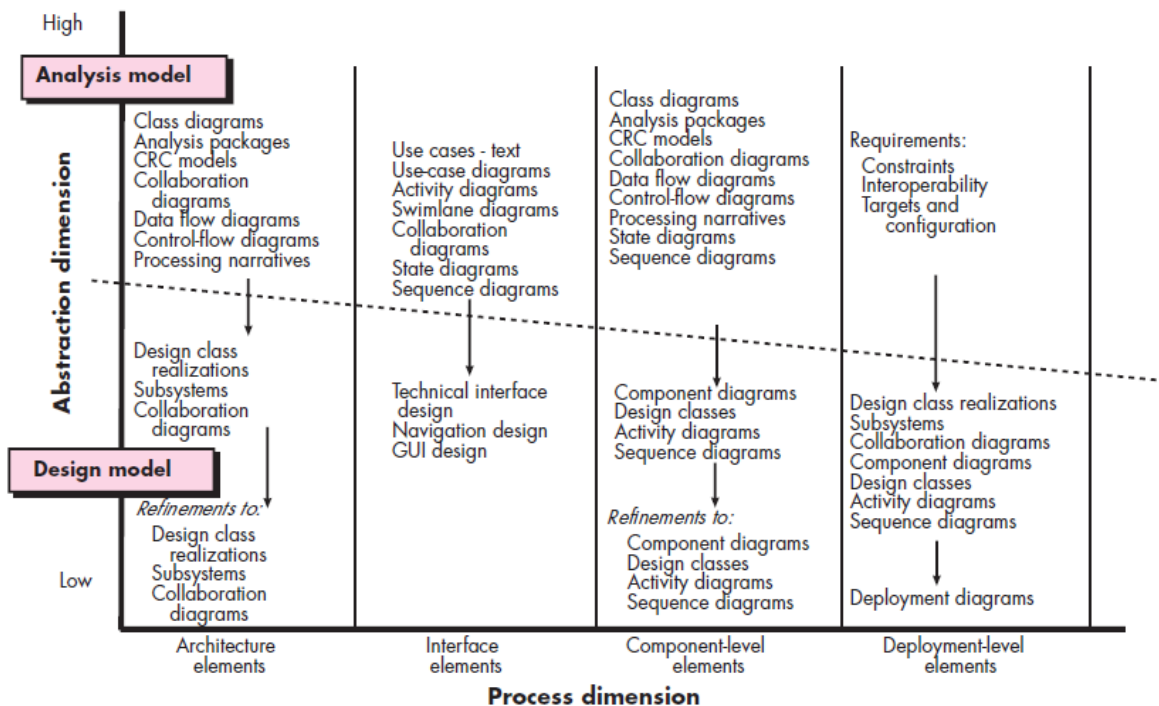 High
Analysis model
Abstraction dimension
Class diagrams
Analysis packages
CRC models
Collaboration
diagrams
Data flow diagrams
Control-flow diagrams
Processing narratives
Design class
realizations
Subsystems
Collaboration
diagrams
Design model
Refinements to:
Design class
realizations
Subsystems
Collaboration
diagrams
Low
Use cases - text
Use-case diagrams
Activity diagrams
Swimlane diagrams
Collaboration
diagrams
State diagrams
Sequence diagrams
Technical interface
design
Navigation design
GUI design
Class diagrams
Analysis packages
CRC models
Collaboration diagrams
Data flow diagrams
Control-flow diagrams
Processing narratives
State diagrams
Sequence diagrams
Component diagrams
Design classes
Activity diagrams
Sequence diagrams
Refinements to:
Component diagrams
Design classes
Activity diagrams
Sequence diagrams
Requirements:
Constraints
Interoperability
Targets and
configuration
Design class realizations
Subsystems
Collaboration diagrams
Component diagrams
Design classes
Activity diagrams
Sequence diagrams
Deployment diagrams
Architecture
elements
Interface
elements
Component-level
elements
Deployment-level
elements
Process dimension